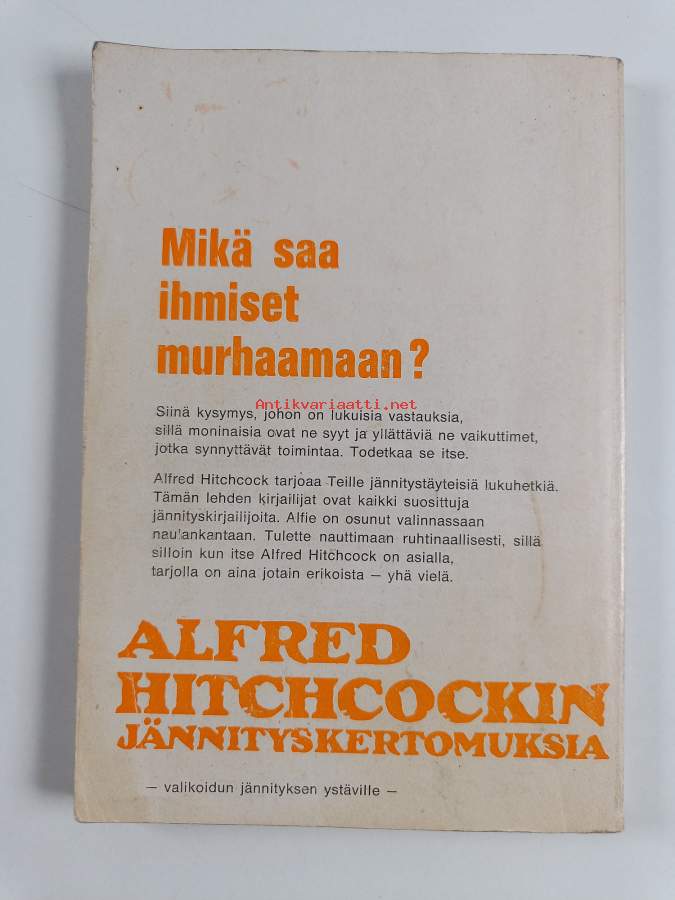 Mikä saa
ihmiset
murhaamaan?
Antikvariaatti.net
Siinä kysymys, johon on lukuisia vastauksia,
sillä moninaisia ovat ne syyt ja yllättäviä ne vaikuttimet,
jotka synnyttävät toimintaa. Todetkaa se itse.
Alfred Hitchcock tarjoaa Teille jännitystäyteisiä lukuhetkiä.
Tämän lehden kirjailijat ovat kaikki suosittuja
jännityskirjailijoita. Alfie on osunut valinnassaan
naulankantaan. Tulette nauttimaan ruhtinaallisesti, sillä
silloin kun itse Alfred Hitchcock on asialla,
tarjolla on aina jotain erikoista — yhä vielä.
ALFRED
HITCHCOCKIN
JÄNNITYSKERTOMUKSIA
— valikoidun jännityksen ystäville —